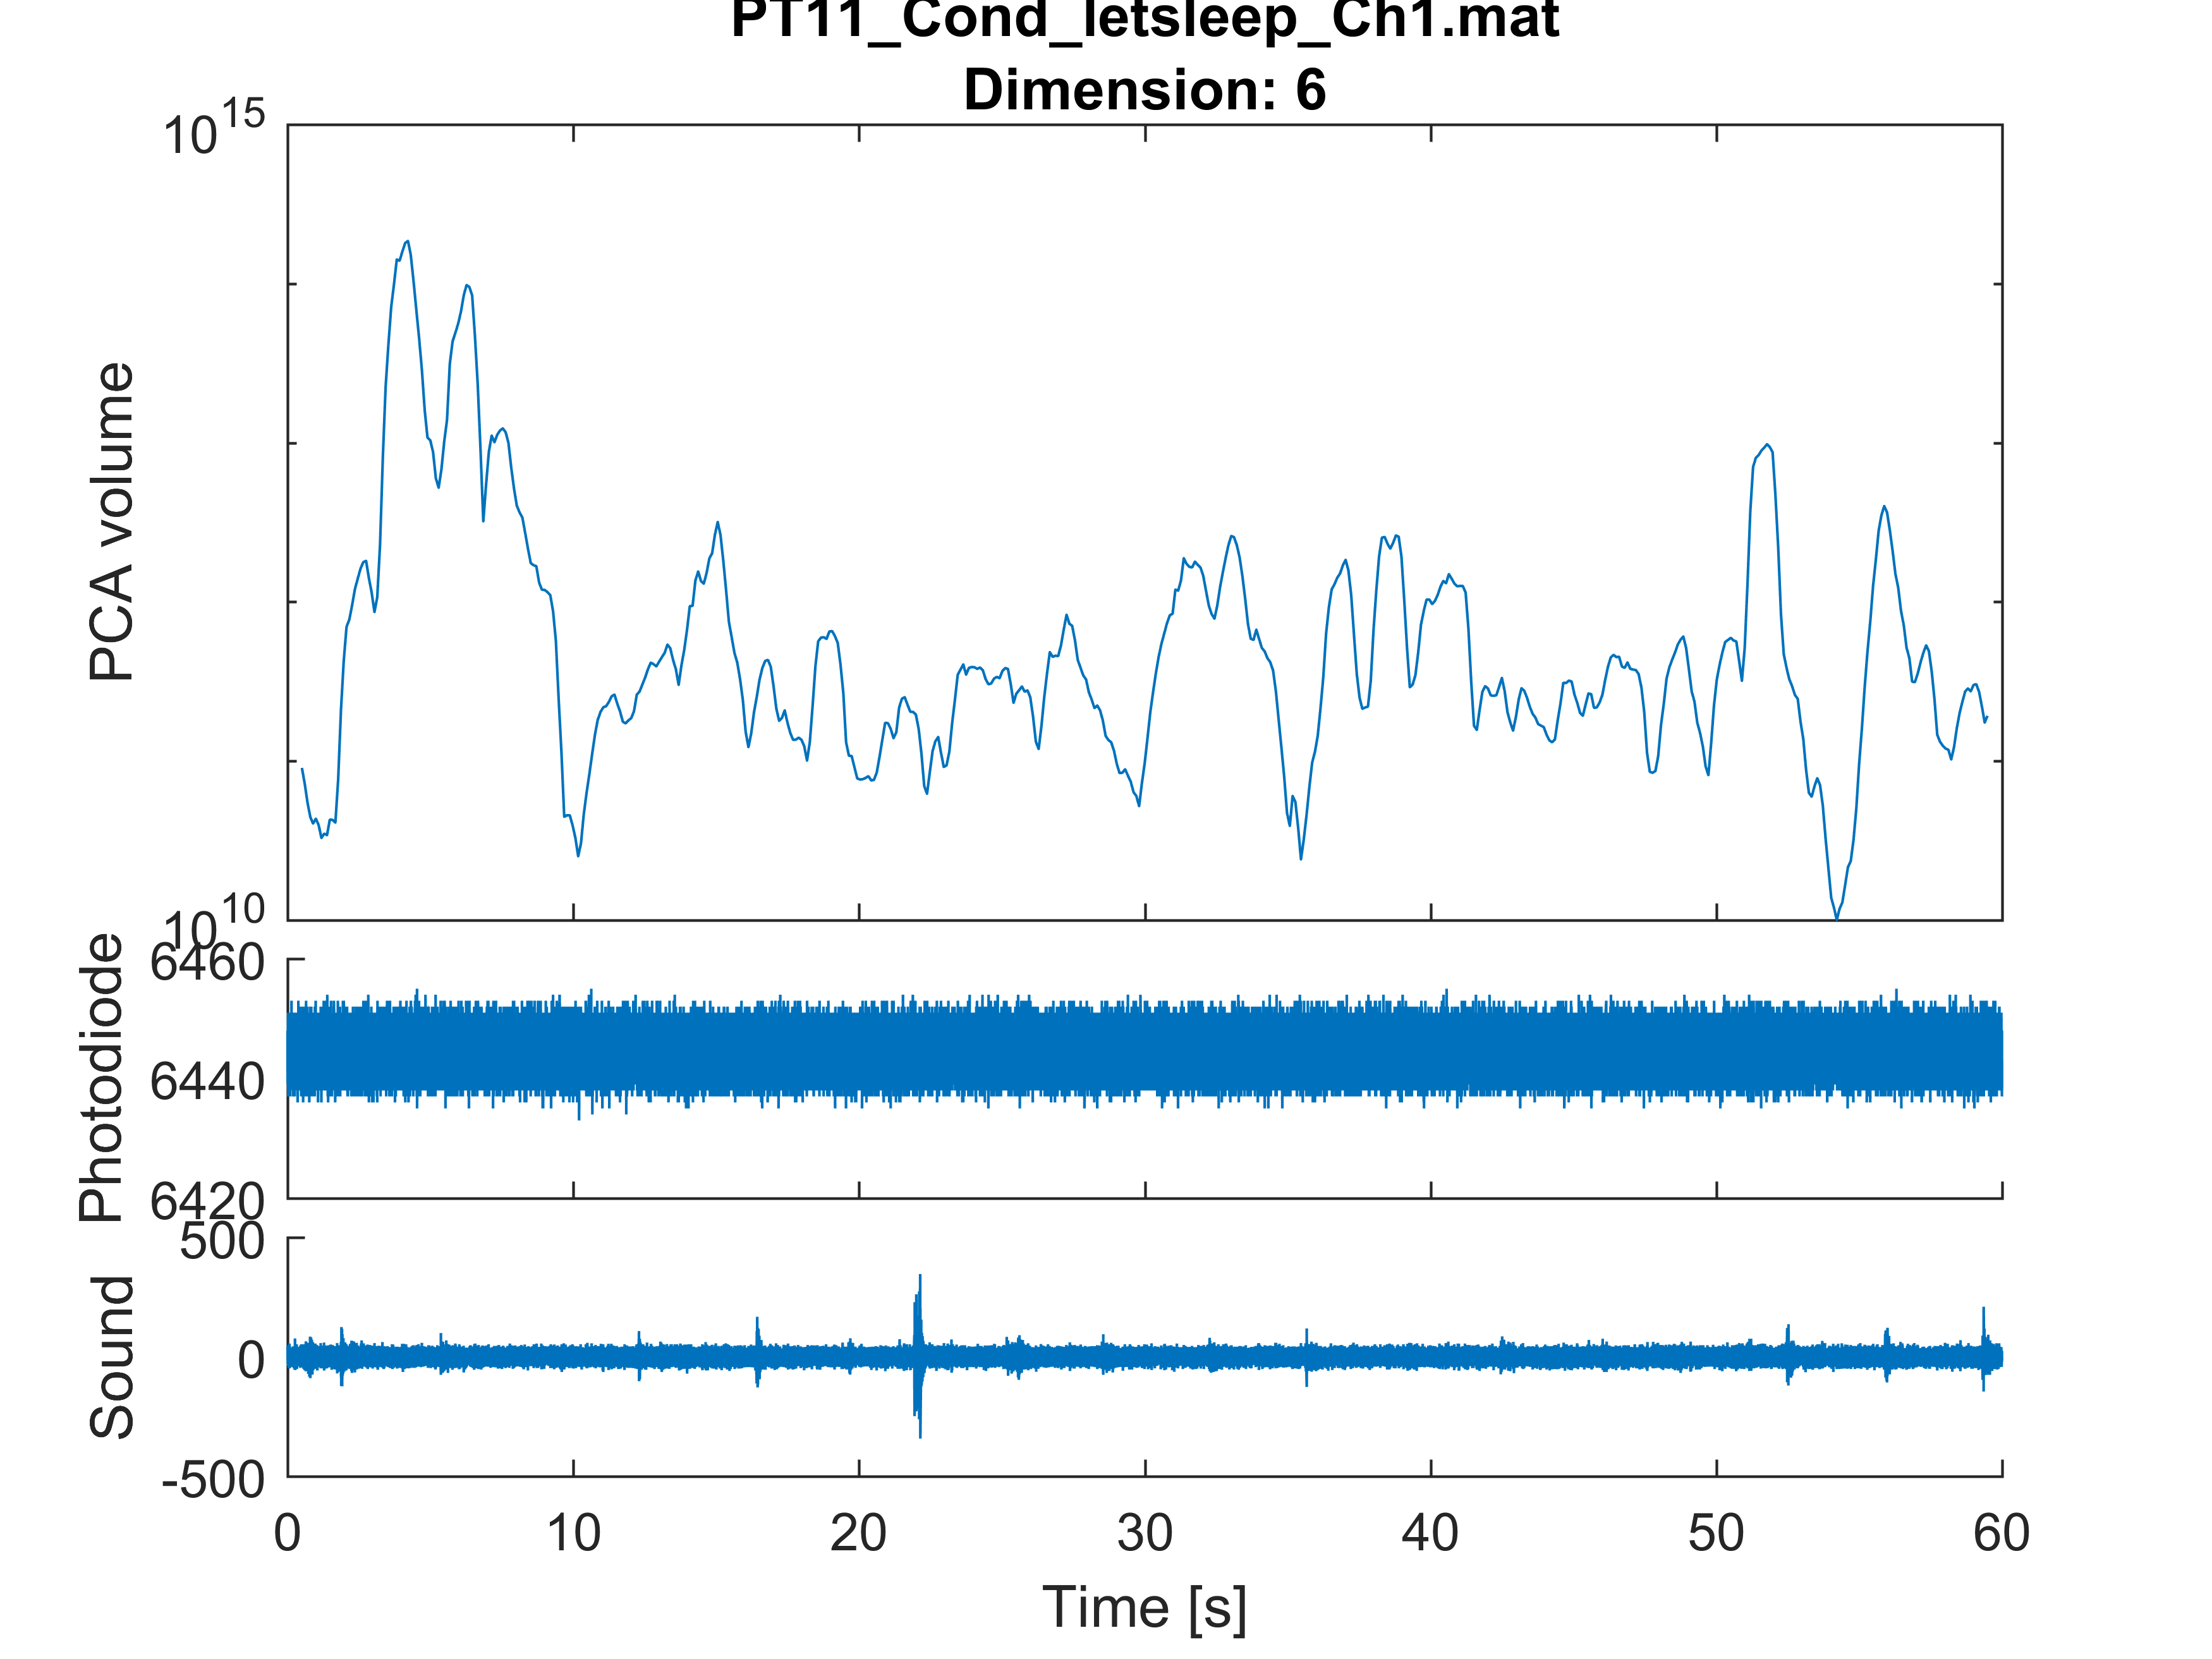 PT11_Cond_letsleep_Ch1.mat
Dimension: 6
10^15
PCA volume
10^10
6460
Photodiode
6440
6420
500
Sound
0
-500
0 10 20 30 40 50 60
Time [s]